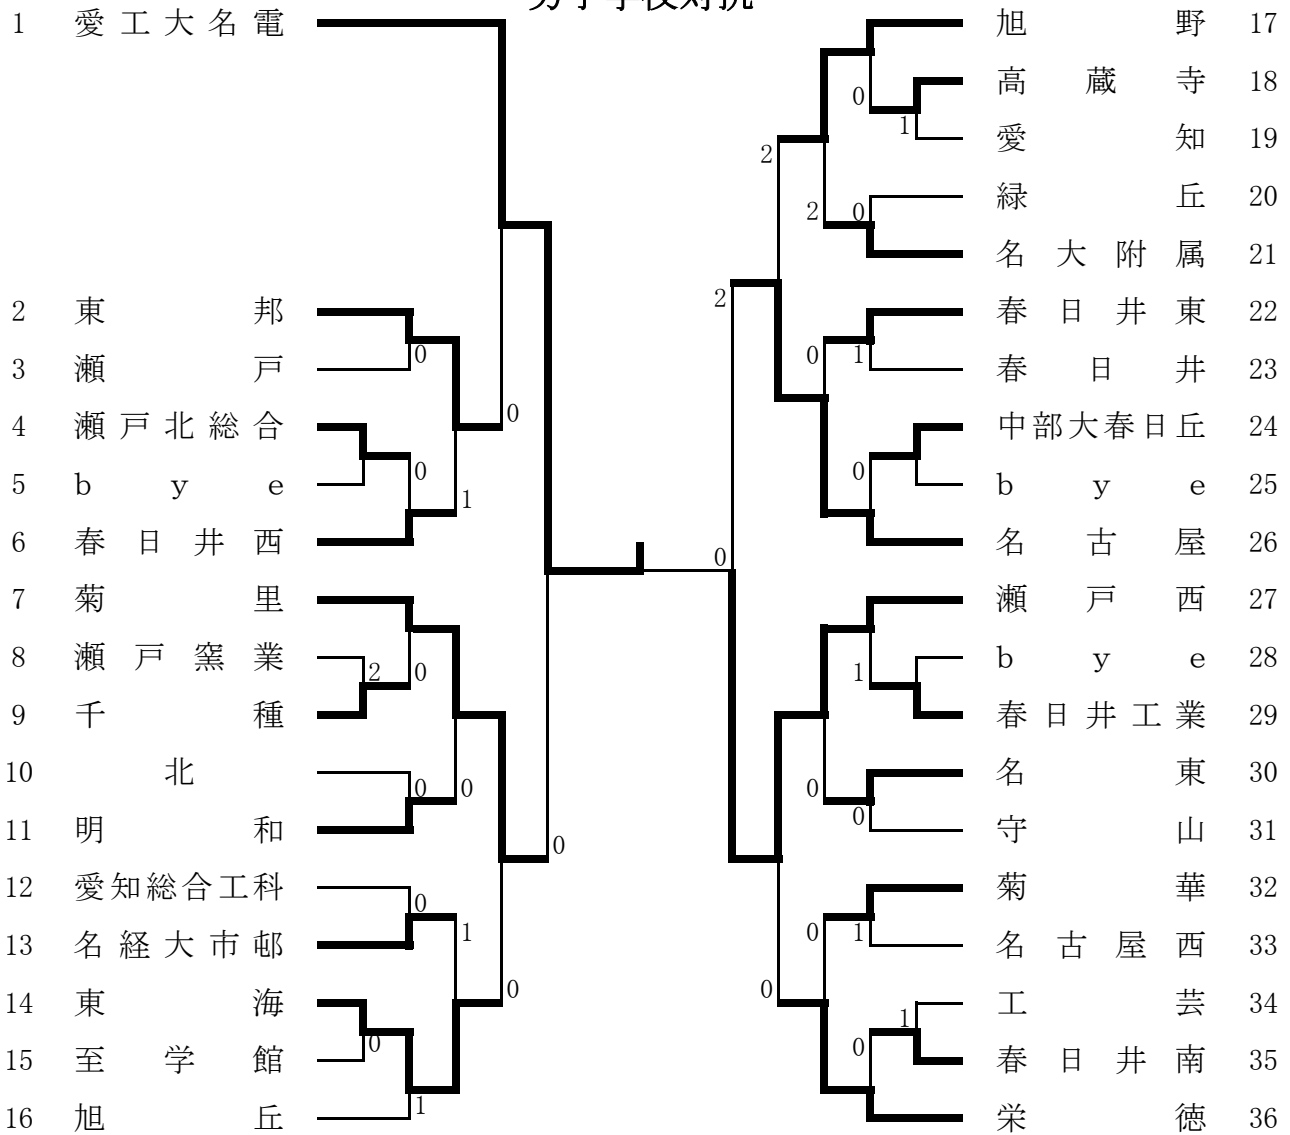 男子学校対抗
1 愛工大名電
2 東邦
3 瀬戸
4 瀬戸北総合
5 ｂｙｅ
6 春日井西
7 菊里
8 瀬戸窯業
9 千種
10 北
11 明和
12 愛知総合工科
13 名経大市邨
14 東海
15 至学館
16 旭丘
0
0
1
0
2
0
0
0
0
1
0
0
1
0
0
2
0
2
0
1
2
0
0
1
0
1
0
0
0
1
0
1
0
旭野 17
高蔵寺 18
愛知 19
緑丘 20
名大附属 21
春日井東 22
春日井 23
中部大春日丘 24
ｂｙｅ 25
名古屋 26
瀬戸西 27
ｂｙｅ 28
春日井工業 29
名東 30
守山 31
菊華 32
名古屋西 33
工芸 34
春日井南 35
栄徳 36